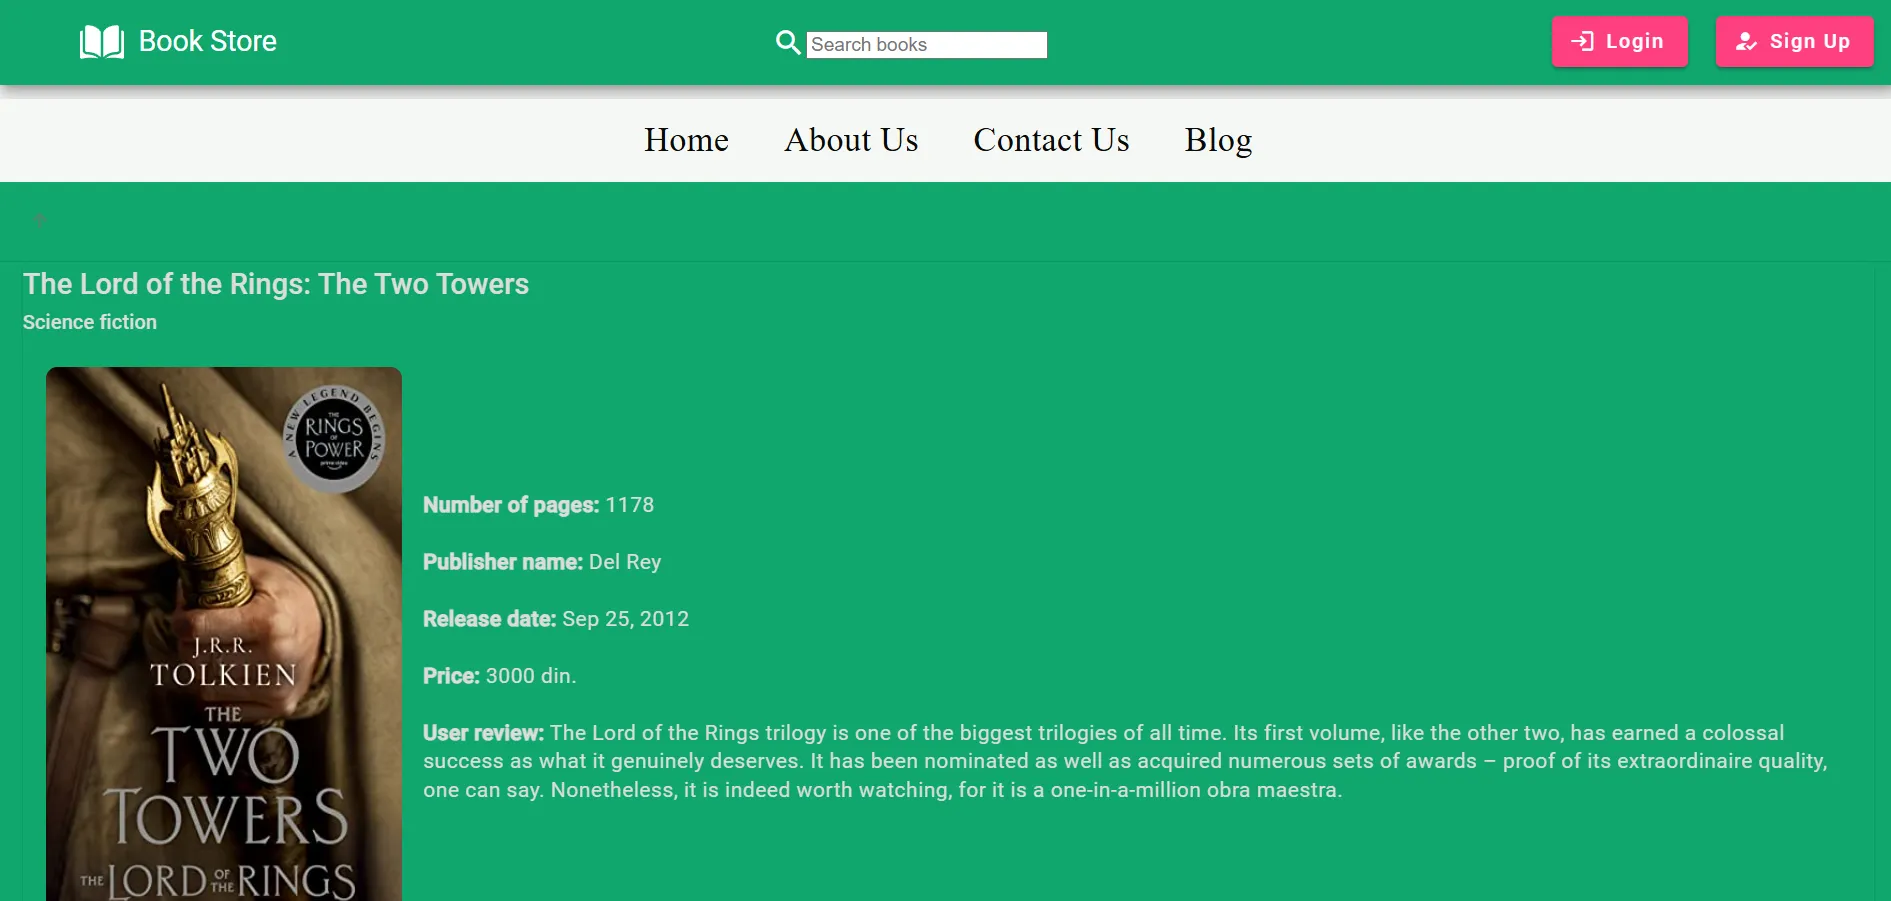 Book Store
Search books
Login
Sign Up
Home
About Us
Contact Us
Blog
The Lord of the Rings: The Two Towers
Science fiction
A NEW LEGEND BEGINS
THE
RINGS
OF
POWER
prime video
J.R.R.
TOLKIEN
THE
TWO
TOWERS
THE LORD OF THE RINGS
Number of pages: 1178
Publisher name: Del Rey
Release date: Sep 25, 2012
Price: 3000 din.
User review: The Lord of the Rings trilogy is one of the biggest trilogies of all time. Its first volume, like the other two, has earned a colossal
success as what it genuinely deserves. It has been nominated as well as acquired numerous sets of awards – proof of its extraordinaire quality,
one can say. Nonetheless, it is indeed worth watching, for it is a one-in-a-million obra maestra.